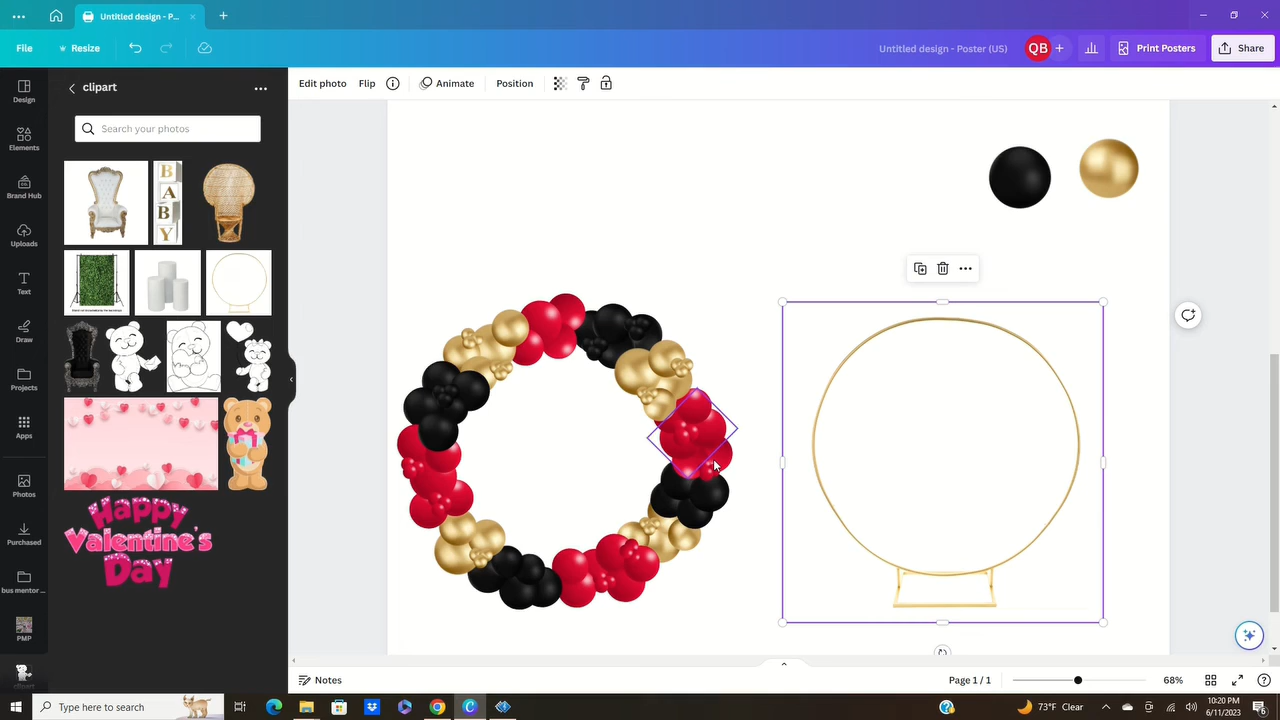 Untitled design - P...
File
Resize
Untitled design - Poster (US)
QB
Print Posters
Share
Design
Elements
Brand Hub
Uploads
Text
Draw
Projects
Apps
Photos
Purchased
bus mentor ...
PMP
clipart
clipart
Search your photos
B
A
B
Y
Happy
Valentine's
Day
Edit photo
Flip
Animate
Position
Notes
Page 1 / 1
68%
Type here to search
73°F Clear
10:20 PM
6/11/2023
6